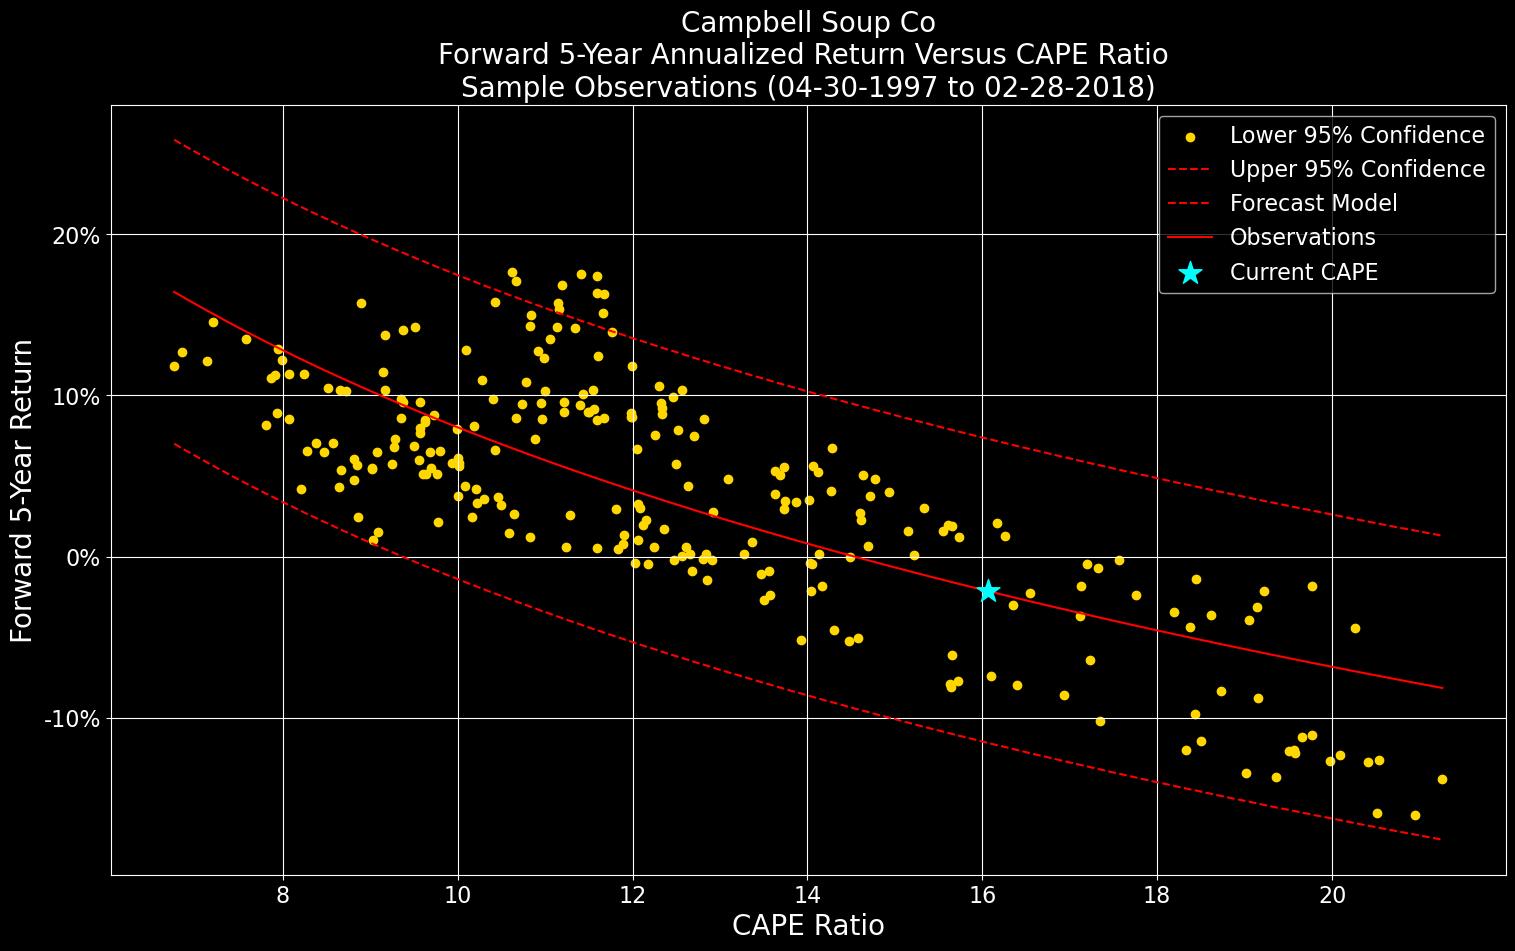 Campbell Soup Co
Forward 5-Year Annualized Return Versus CAPE Ratio
Sample Observations (04-30-1997 to 02-28-2018)
Lower 95% Confidence
Upper 95% Confidence
Forecast Model
Observations
Current CAPE
20%
10%
0%
-10%
Forward 5-Year Return
8 10 12 14 16 18 20
CAPE Ratio